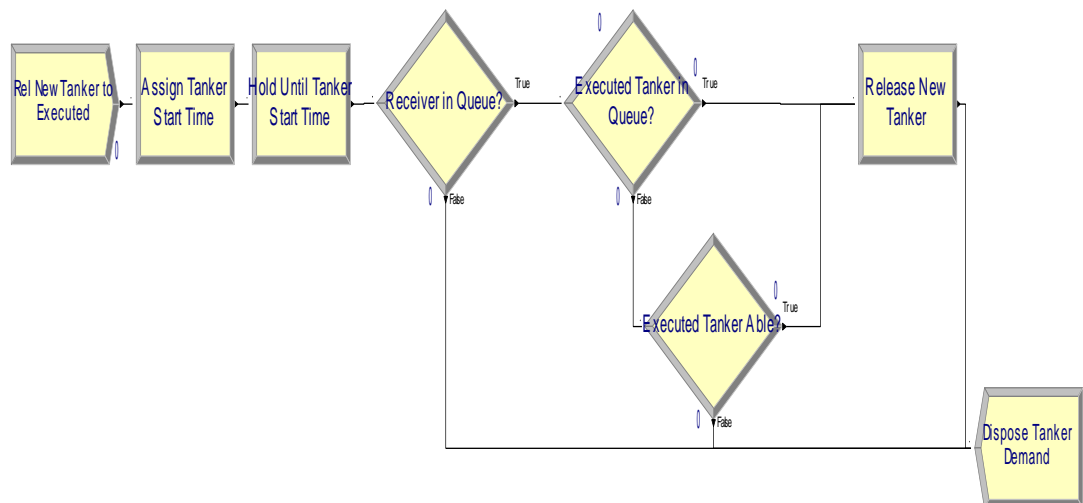 Rel New Tanker to
Executed
0
Assign Tanker
Start Time
Hold Until Tanker
Start Time
Receiver in Queue?
True
0
False
0
Executed Tanker in
Queue?
0
True
0
False
Release New
Tanker
Executed Tanker Able?
0
True
0
False
Dispose Tanker
Demand